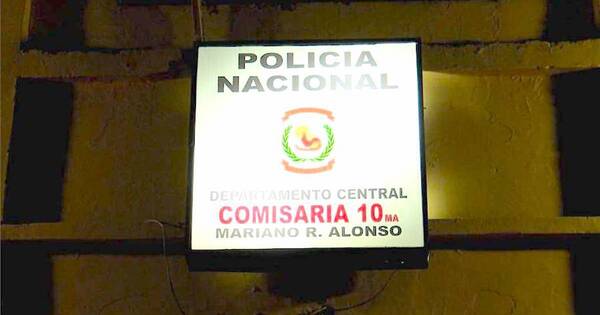 POLICIA
NACIONAL
DEPARTAMENTO CENTRAL
COMISARIA 10MA
MARIANO R. ALONSO